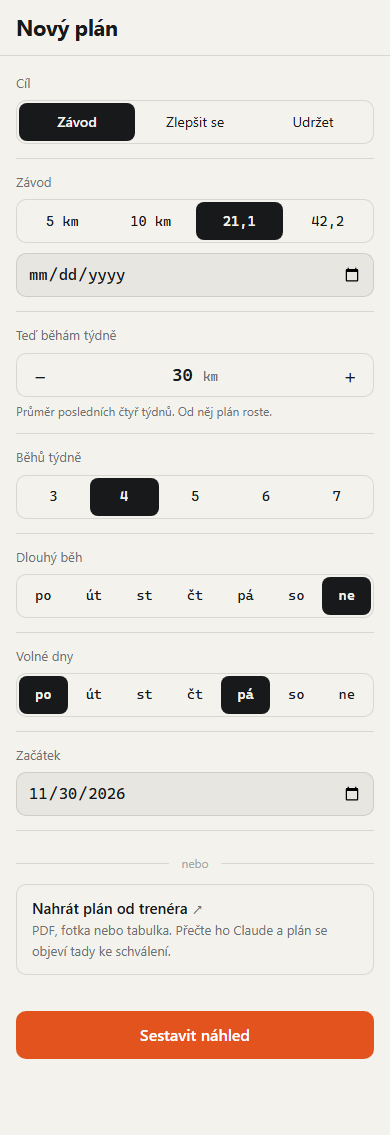 Nový plán
Cíl
Závod Zlepšit se Udržet
Závod
5 km 10 km 21,1 42,2
mm/dd/yyyy
Teď běhám týdně
− 30 km +
Průměr posledních čtyř týdnů. Od něj plán roste.
Běhů týdně
3 4 5 6 7
Dlouhý běh
po út st čt pá so ne
Volné dny
po út st čt pá so ne
Začátek
11/30/2026
nebo
Nahrát plán od trenéra ↗
PDF, fotka nebo tabulka. Přečte ho Claude a plán se
objeví tady ke schválení.
Sestavit náhled